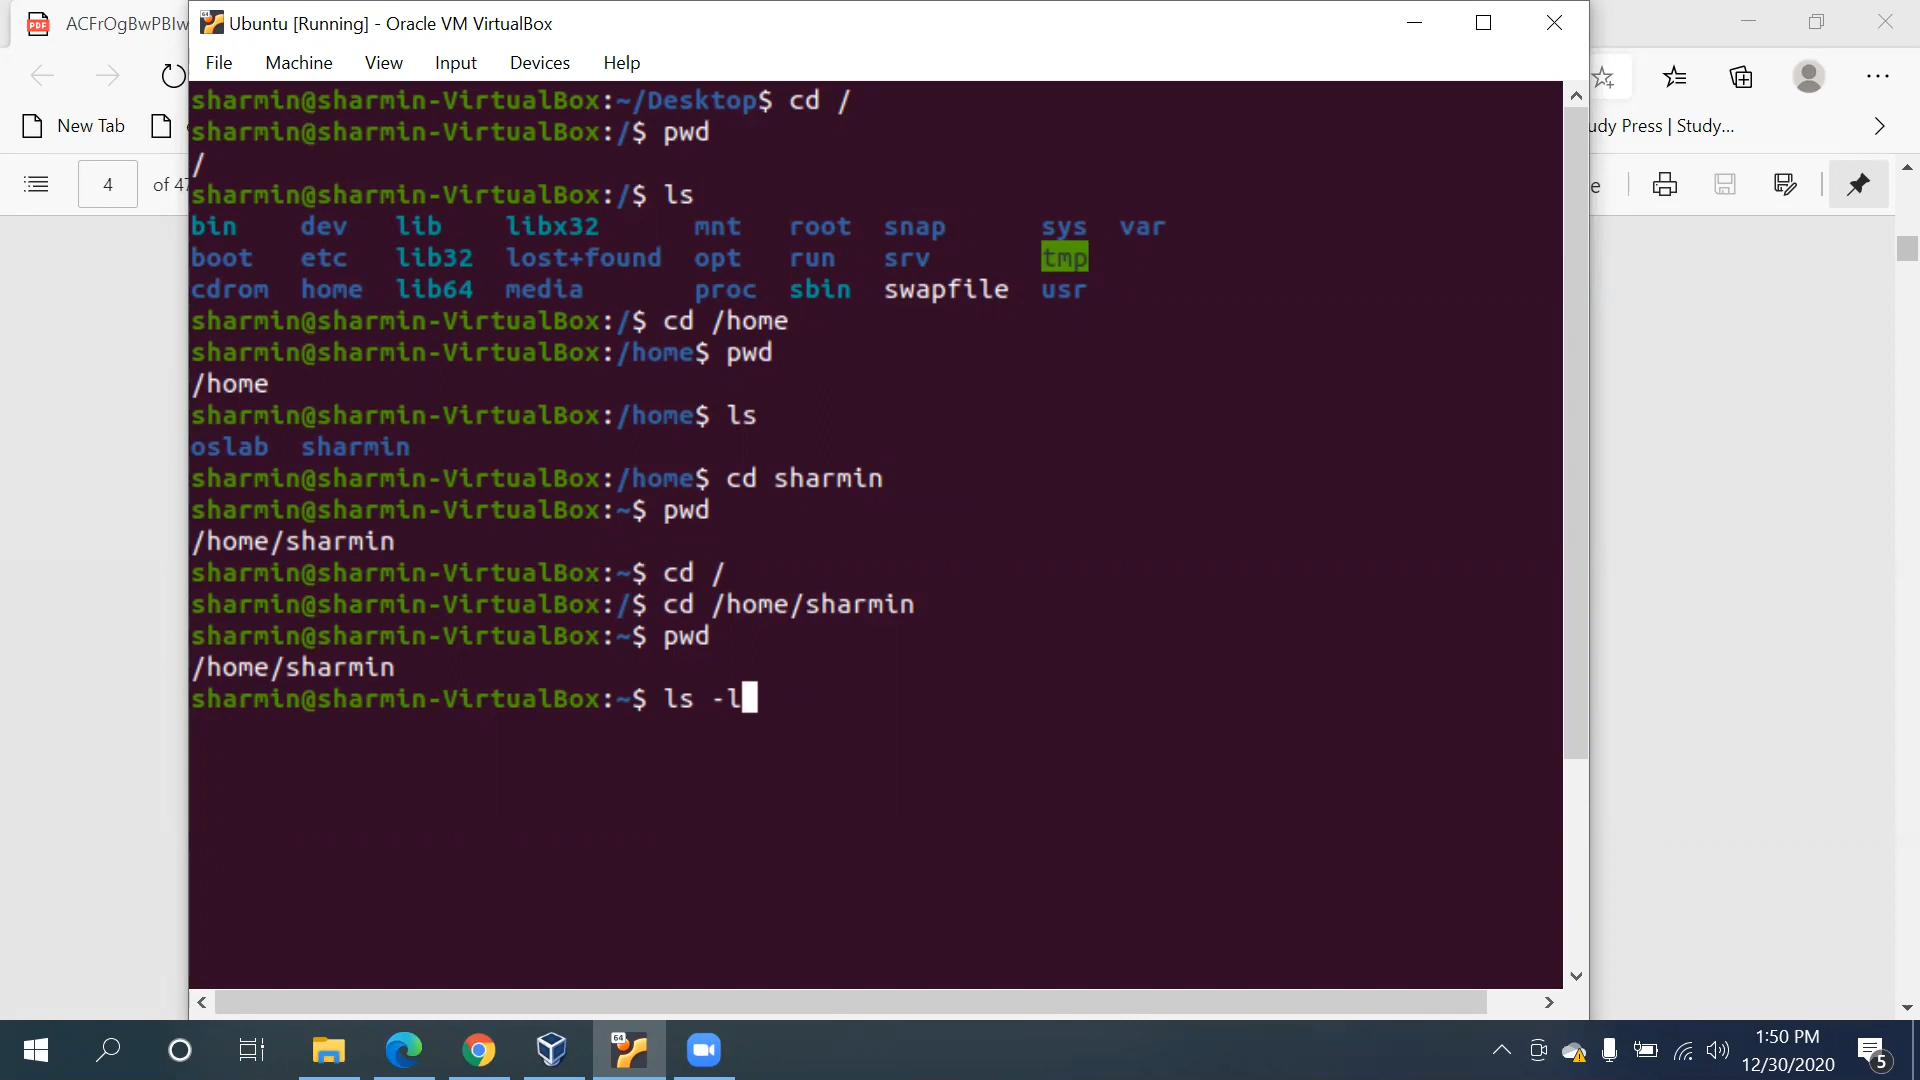 ACFrOgBwPBIw
Ubuntu [Running] - Oracle VM VirtualBox
File Machine View Input Devices Help
New Tab
udy Press | Study...
4 of 47
sharmin@sharmin-VirtualBox:~/Desktop$ cd /
sharmin@sharmin-VirtualBox:/$ pwd
/
sharmin@sharmin-VirtualBox:/$ ls
bin dev lib libx32 mnt root snap sys var
boot etc lib32 lost+found opt run srv tmp
cdrom home lib64 media proc sbin swapfile usr
sharmin@sharmin-VirtualBox:/$ cd /home
sharmin@sharmin-VirtualBox:/home$ pwd
/home
sharmin@sharmin-VirtualBox:/home$ ls
oslab sharmin
sharmin@sharmin-VirtualBox:/home$ cd sharmin
sharmin@sharmin-VirtualBox:~$ pwd
/home/sharmin
sharmin@sharmin-VirtualBox:~$ cd /
sharmin@sharmin-VirtualBox:/$ cd /home/sharmin
sharmin@sharmin-VirtualBox:~$ pwd
/home/sharmin
sharmin@sharmin-VirtualBox:~$ ls -l
1:50 PM
12/30/2020
5